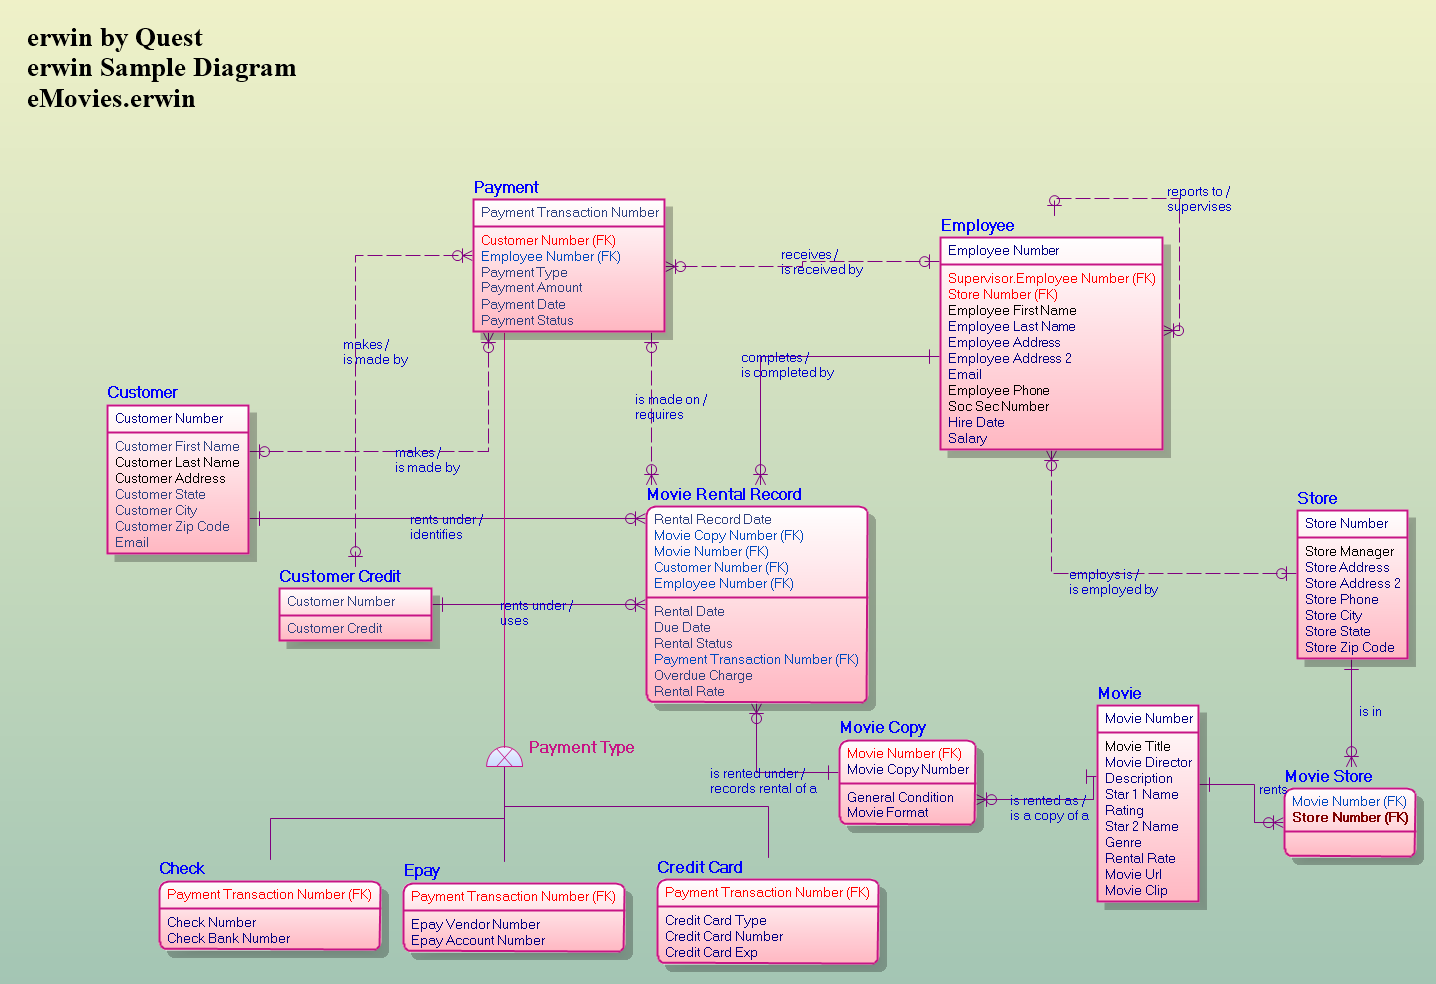 erwin by Quest
erwin Sample Diagram
eMovies.erwin
Payment
Payment Transaction Number
Customer Number (FK)
Employee Number (FK)
Payment Type
Payment Amount
Payment Date
Payment Status
receives /
is received by
Employee
Employee Number
Supervisor.Employee Number (FK)
Store Number (FK)
Employee First Name
Employee Last Name
Employee Address
Employee Address 2
Email
Employee Phone
Soc Sec Number
Hire Date
Salary
reports to /
supervises
makes /
is made by
completes /
is completed by
is made on /
requires
Customer
Customer Number
Customer First Name
Customer Last Name
Customer Address
Customer State
Customer City
Customer Zip Code
Email
makes /
is made by
rents under /
identifies
Customer Credit
Customer Number
Customer Credit
rents under /
uses
Movie Rental Record
Rental Record Date
Movie Copy Number (FK)
Movie Number (FK)
Customer Number (FK)
Employee Number (FK)
Rental Date
Due Date
Rental Status
Payment Transaction Number (FK)
Overdue Charge
Rental Rate
employs is /
is employed by
Store
Store Number
Store Manager
Store Address
Store Address 2
Store Phone
Store City
Store State
Store Zip Code
is in
Payment Type
is rented under /
records rental of a
Movie Copy
Movie Number (FK)
Movie Copy Number
General Condition
Movie Format
is rented as /
is a copy of a
Movie
Movie Number
Movie Title
Movie Director
Description
Star 1 Name
Rating
Star 2 Name
Genre
Rental Rate
Movie Url
Movie Clip
rents
Movie Store
Movie Number (FK)
Store Number (FK)
Check
Payment Transaction Number (FK)
Check Number
Check Bank Number
Epay
Payment Transaction Number (FK)
Epay Vendor Number
Epay Account Number
Credit Card
Payment Transaction Number (FK)
Credit Card Type
Credit Card Number
Credit Card Exp